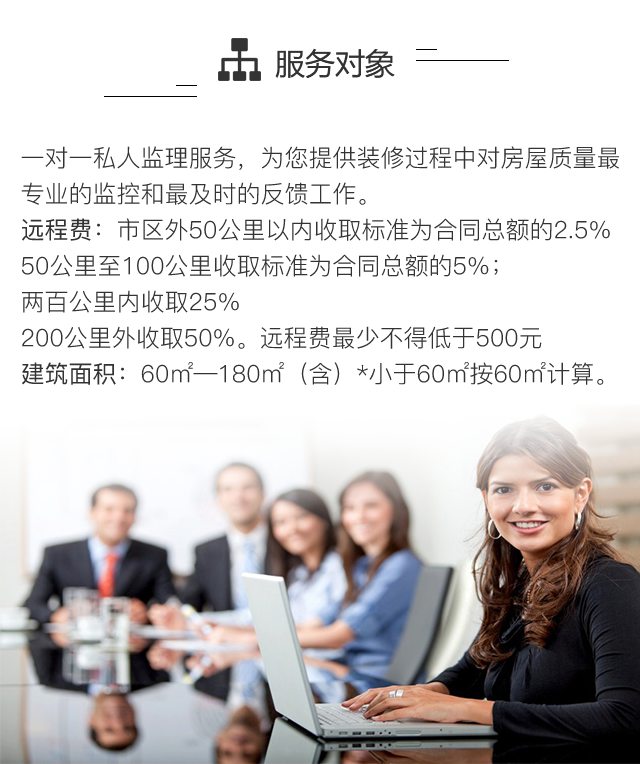 服务对象
一对一私人监理服务，为您提供装修过程中对房屋质量最
专业的监控和最及时的反馈工作。
远程费：市区外50公里以内收取标准为合同总额的2.5%
50公里至100公里收取标准为合同总额的5%；
两百公里内收取25%
200公里外收取50%。远程费最少不得低于500元
建筑面积：60㎡—180㎡（含）*小于60㎡按60㎡计算。